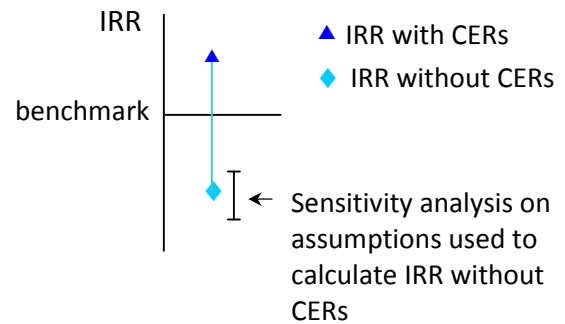 IRR
IRR with CERs
IRR without CERs
benchmark
Sensitivity analysis on
assumptions used to
calculate IRR without
CERs